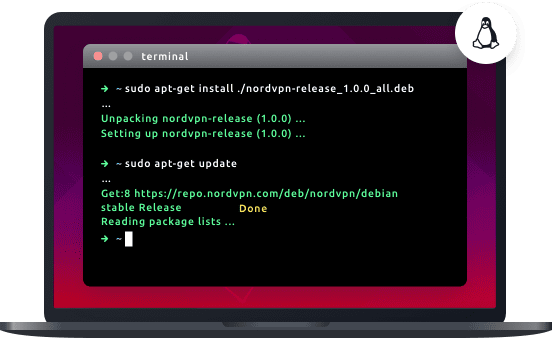 terminal
➜ ~ sudo apt-get install ./nordvpn-release_1.0.0_all.deb
...
Unpacking nordvpn-release (1.0.0) ...
Setting up nordvpn-release (1.0.0) ...
➜ ~ sudo apt-get update
...
Get:8 https://repo.nordvpn.com/deb/nordvpn/debian
stable Release Done
Reading package lists ...
➜ ~